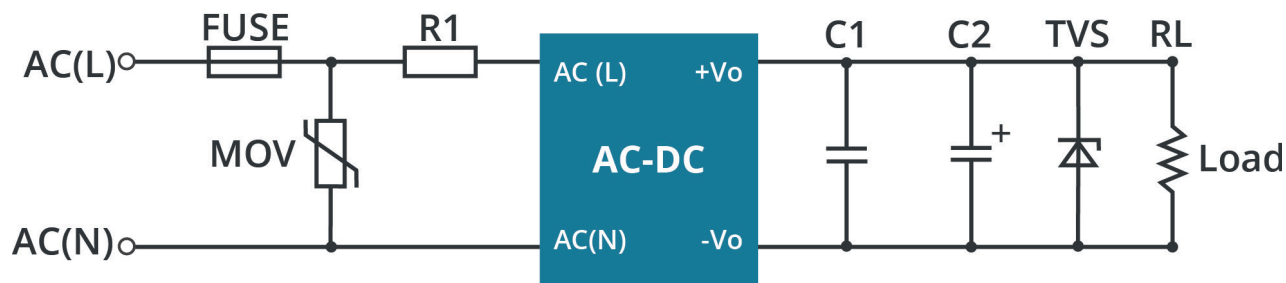 FUSE
R1
C1
C2
TVS
RL
AC(L)
AC (L)
+Vo
MOV
AC-DC
+
Load
AC(N)
AC(N)
-Vo